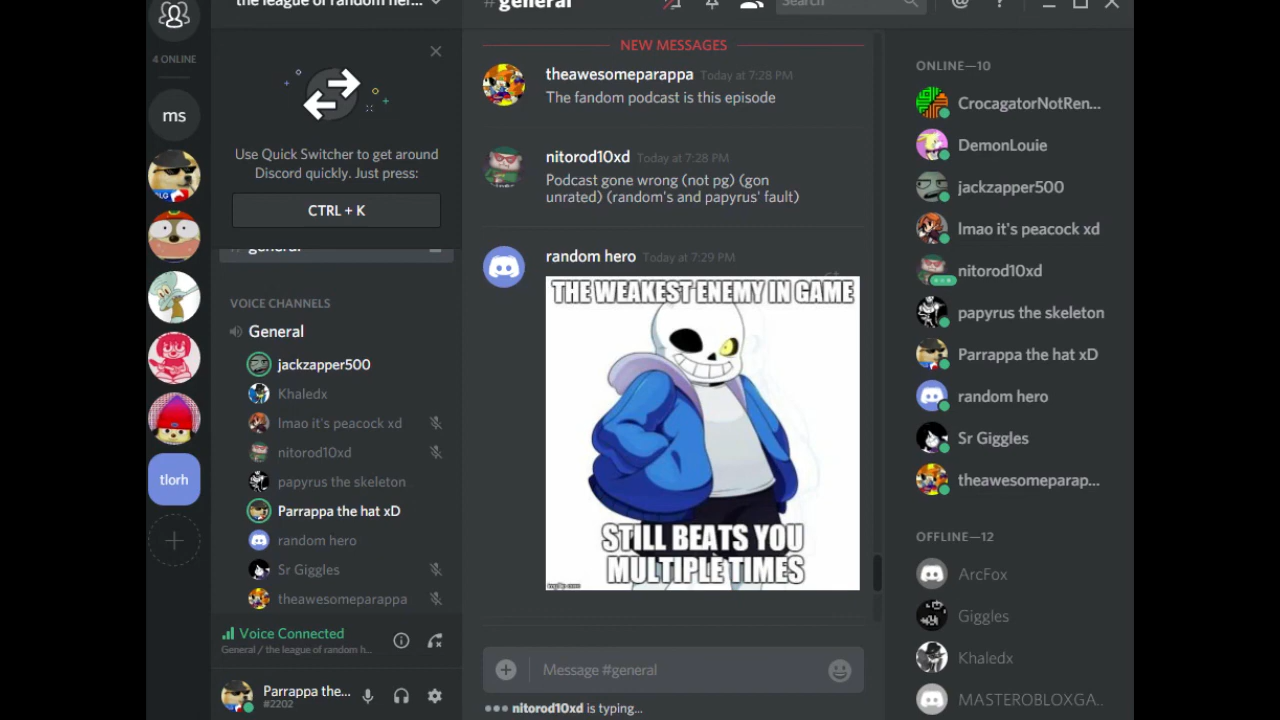 the league of random her...
4 ONLINE
ms
tlorh
Use Quick Switcher to get around
Discord quickly. Just press:
CTRL + K
general
VOICE CHANNELS
General
jackzapper500
Khaledx
lmao it's peacock xd
nitorod10xd
papyrus the skeleton
Parrappa the hat xD
random hero
Sr Giggles
theawesomeparappa
Voice Connected
General / the league of random h...
Parrappa the...
#2202
# general
Search
NEW MESSAGES
theawesomeparappa Today at 7:28 PM
The fandom podcast is this episode
nitorod10xd Today at 7:28 PM
Podcast gone wrong (not pg) (gon
unrated) (random's and papyrus' fault)
random hero Today at 7:29 PM
THE WEAKEST ENEMY IN GAME
STILL BEATS YOU
MULTIPLE TIMES
Message #general
nitorod10xd is typing...
ONLINE—10
CrocagatorNotRen...
DemonLouie
jackzapper500
lmao it's peacock xd
nitorod10xd
papyrus the skeleton
Parrappa the hat xD
random hero
Sr Giggles
theawesomeparap...
OFFLINE—12
ArcFox
Giggles
Khaledx
MASTEROBLOXGA..